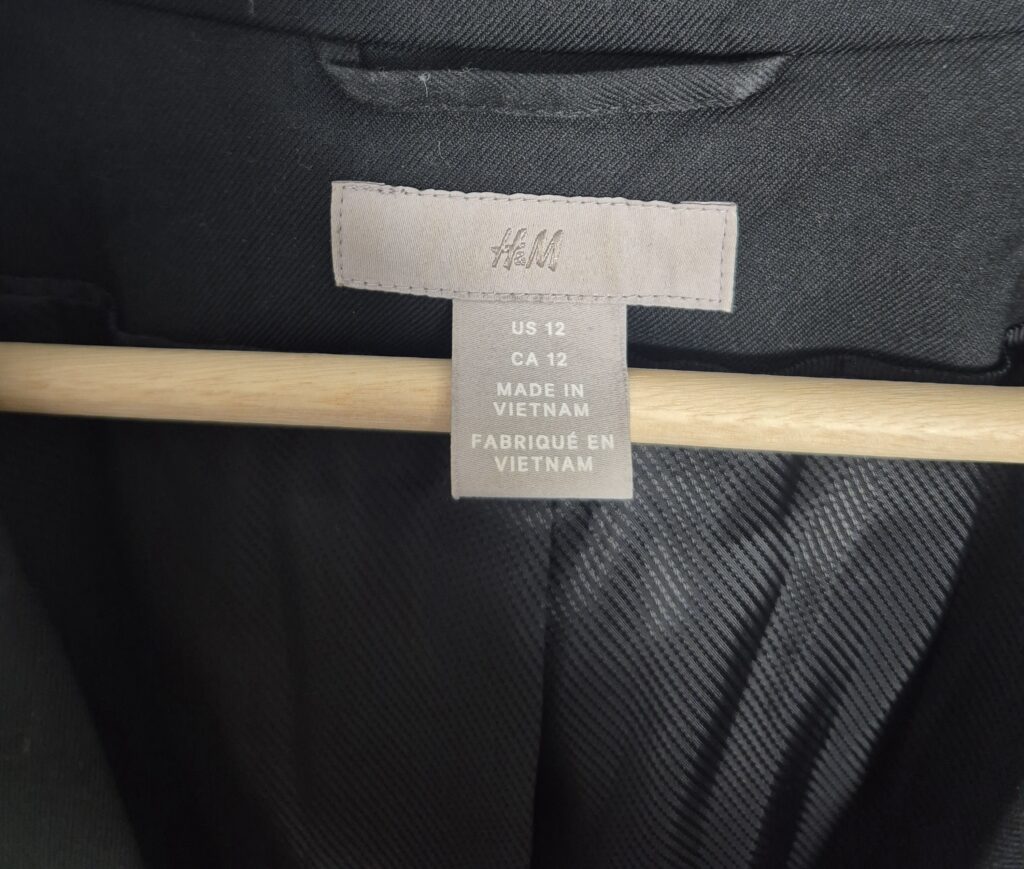 H&M
US 12
CA 12
MADE IN
VIETNAM
FABRIQUÉ EN
VIETNAM